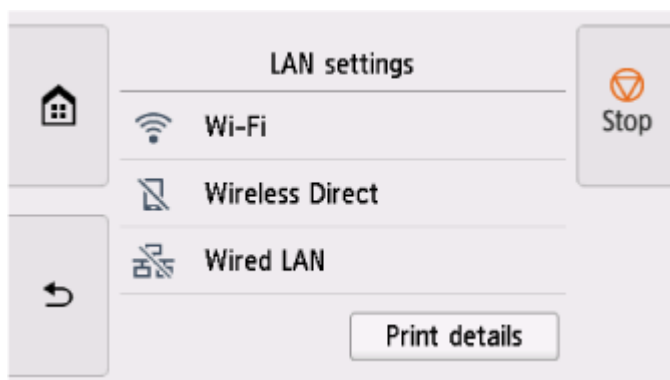 LAN settings
Stop
Wi-Fi
Wireless Direct
Wired LAN
Print details